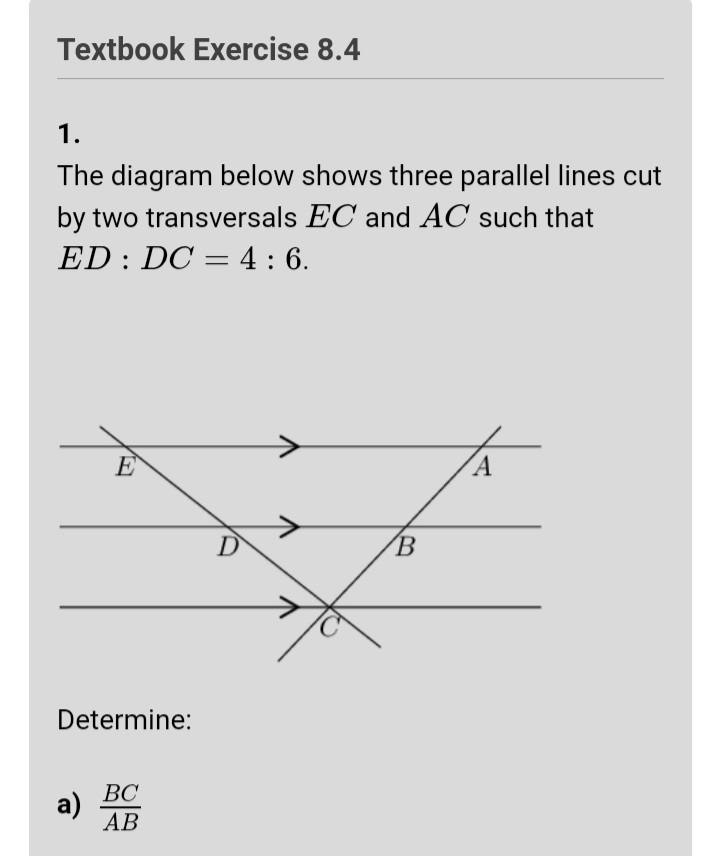 Textbook Exercise 8.4
1.
The diagram below shows three parallel lines cut
by two transversals EC and AC such that
ED : DC = 4 : 6.
E
A
D
B
C
Determine:
a) BC/AB